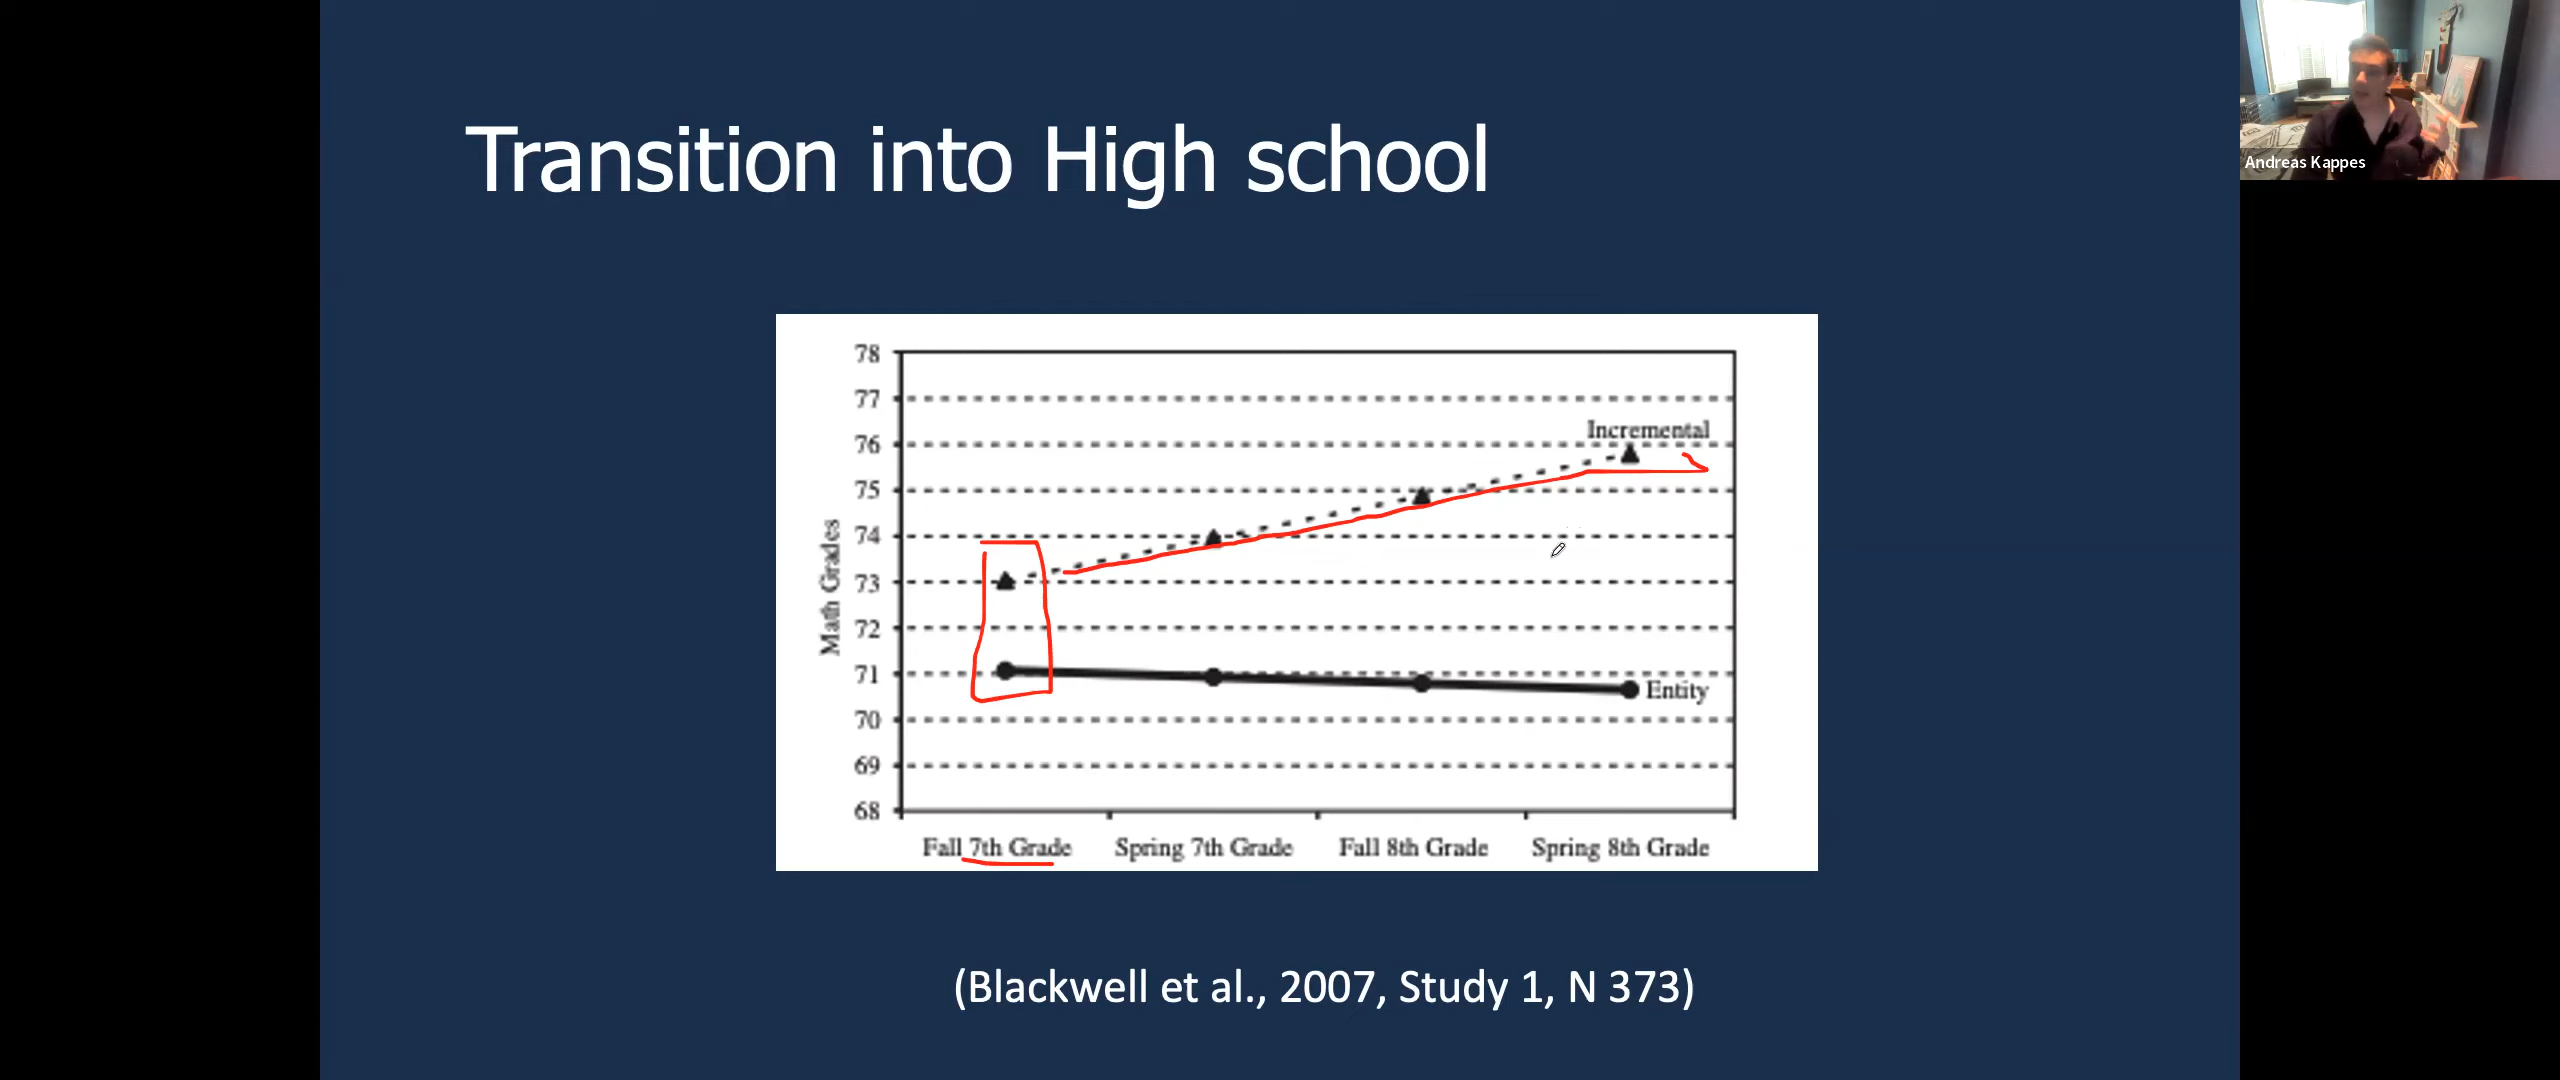 Transition into High school
Andreas Kappes
78
77
Incremental
76
75
74
73
72
71
Entity
70
69
68
Math Grades
Fall 7th Grade Spring 7th Grade Fall 8th Grade Spring 8th Grade
(Blackwell et al., 2007, Study 1, N 373)